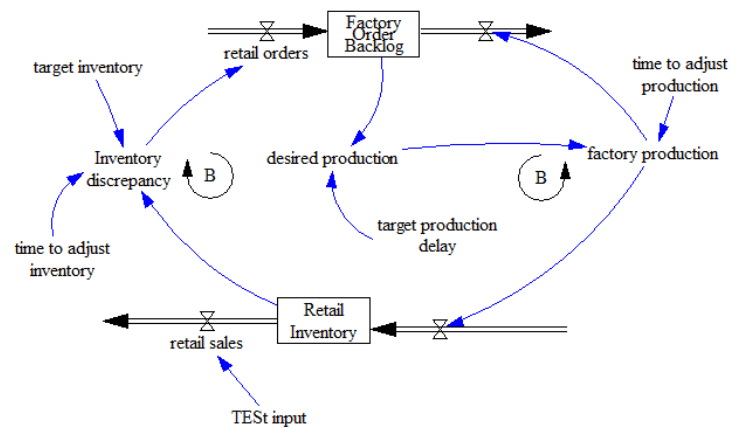 Factory
Order
Backlog
retail orders
target inventory
time to adjust
production
Inventory
discrepancy
B
desired production
B
factory production
target production
delay
time to adjust
inventory
Retail
Inventory
retail sales
TESt input